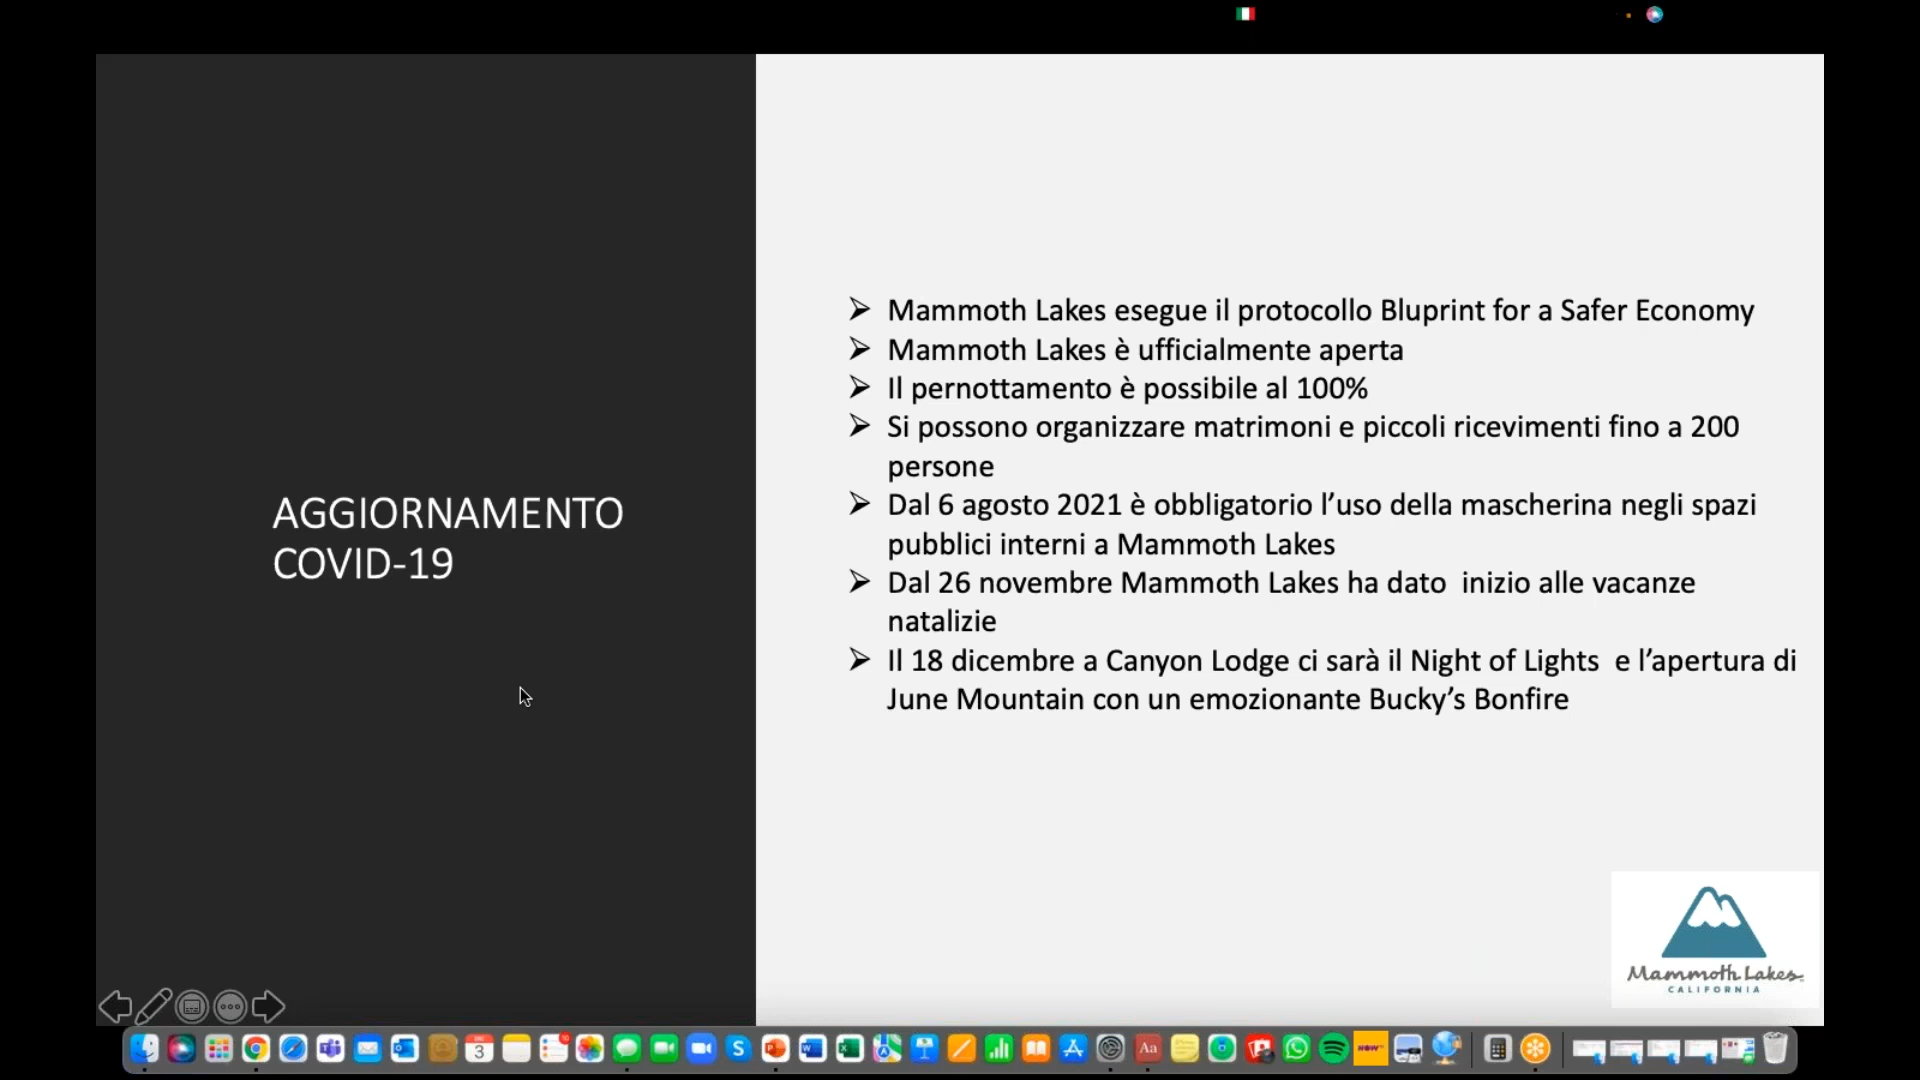 AGGIORNAMENTO
COVID-19
Mammoth Lakes esegue il protocollo Bluprint for a Safer Economy
Mammoth Lakes è ufficialmente aperta
Il pernottamento è possibile al 100%
Si possono organizzare matrimoni e piccoli ricevimenti fino a 200
persone
Dal 6 agosto 2021 è obbligatorio l’uso della mascherina negli spazi
pubblici interni a Mammoth Lakes
Dal 26 novembre Mammoth Lakes ha dato  inizio alle vacanze
natalizie
Il 18 dicembre a Canyon Lodge ci sarà il Night of Lights  e l’apertura di
June Mountain con un emozionante Bucky’s Bonfire
Mammoth Lakes
CALIFORNIA
3
Aa
NOW